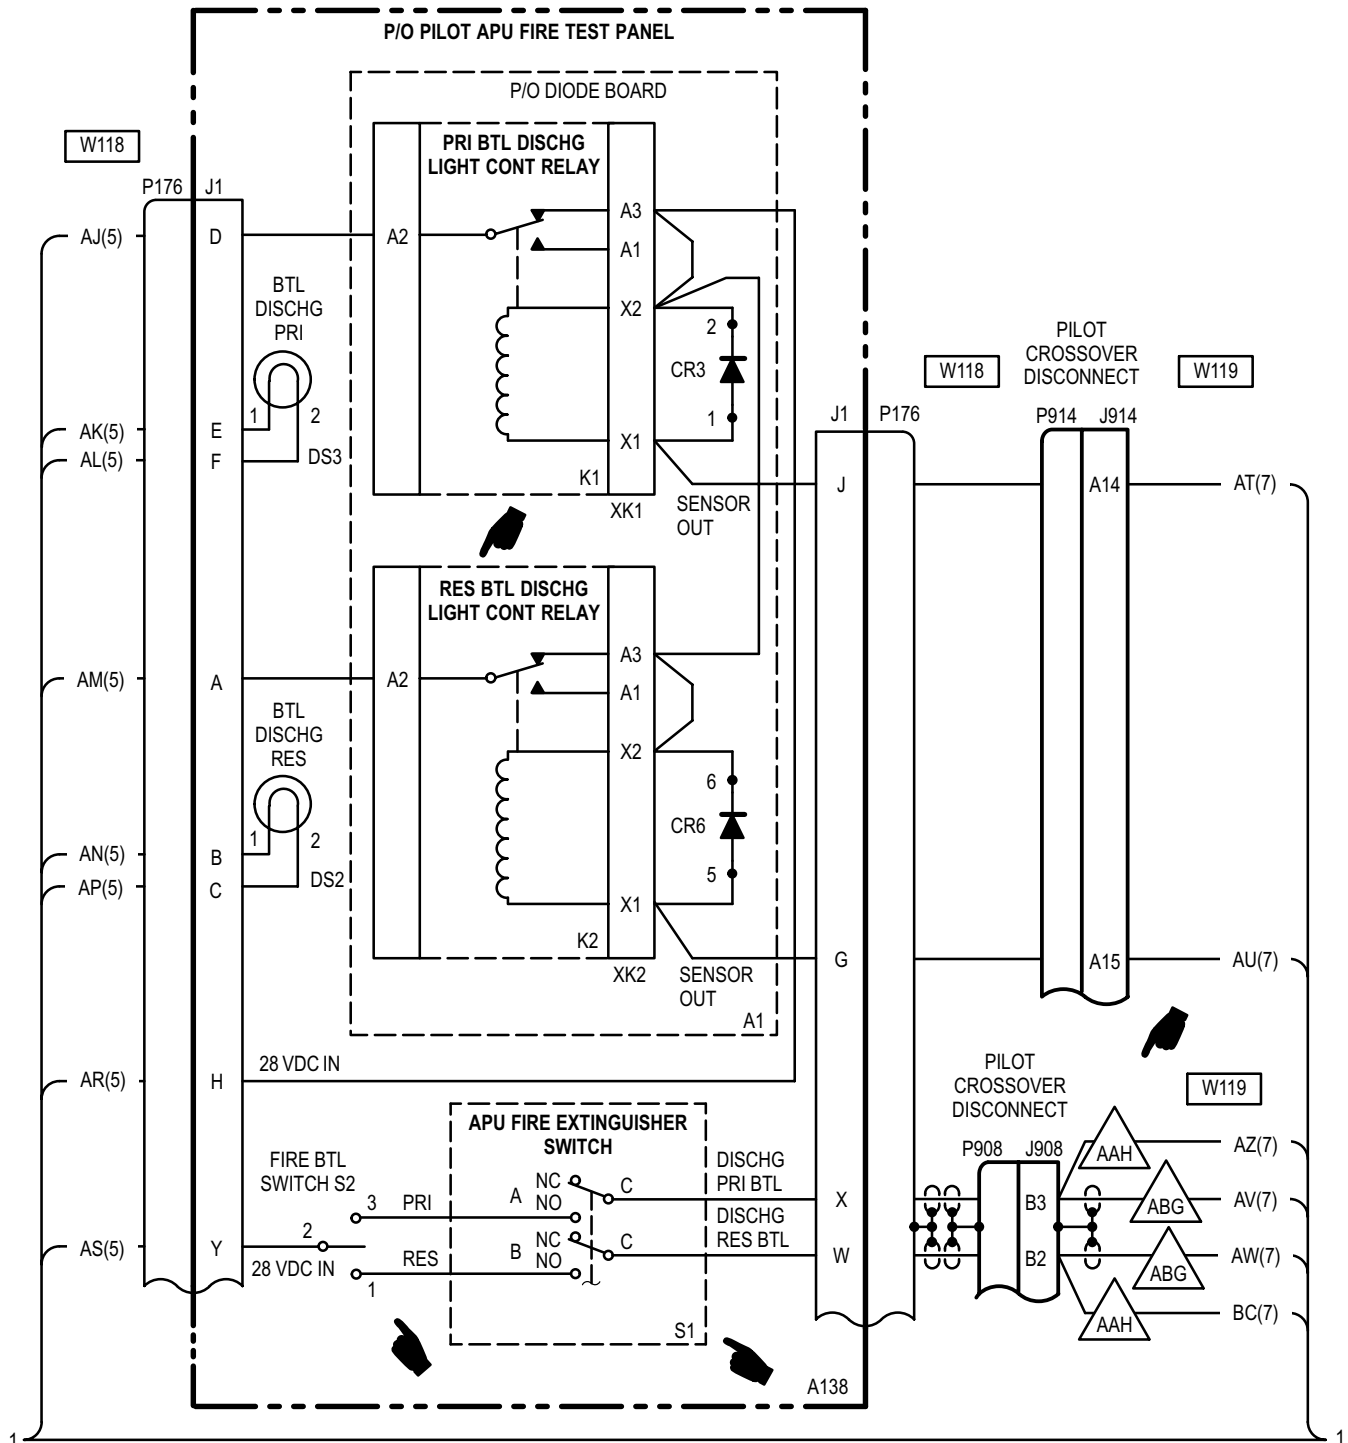 P/O PILOT APU FIRE TEST PANEL
P/O DIODE BOARD
W118
PRI BTL DISCHG
LIGHT CONT RELAY
P176 J1
AJ(5) D A2 A3
A1
BTL
DISCHG
PRI
X2
2
CR3
1
PILOT
CROSSOVER
DISCONNECT
W118
W119
1 2
AK(5) E
AL(5) F DS3
X1
K1
XK1
SENSOR
OUT
J1 P176
P914 J914
J A14 AT(7)
RES BTL DISCHG
LIGHT CONT RELAY
AM(5) A A2 A3
A1
BTL
DISCHG
RES
X2
6
CR6
5
1 2
AN(5) B
AP(5) C DS2
X1
K2
XK2
SENSOR
OUT
A1
G A15 AU(7)
AR(5) H 28 VDC IN
PILOT
CROSSOVER
DISCONNECT
W119
APU FIRE EXTINGUISHER
SWITCH
FIRE BTL
SWITCH S2
3 PRI
A NC C
NO
DISCHG
PRI BTL
X
P908 J908
AAH AZ(7)
B3 ABG AV(7)
AS(5) Y 2
28 VDC IN
RES
1
B NC C
NO
DISCHG
RES BTL
W
B2 ABG AW(7)
AAH BC(7)
S1
A138
1 1